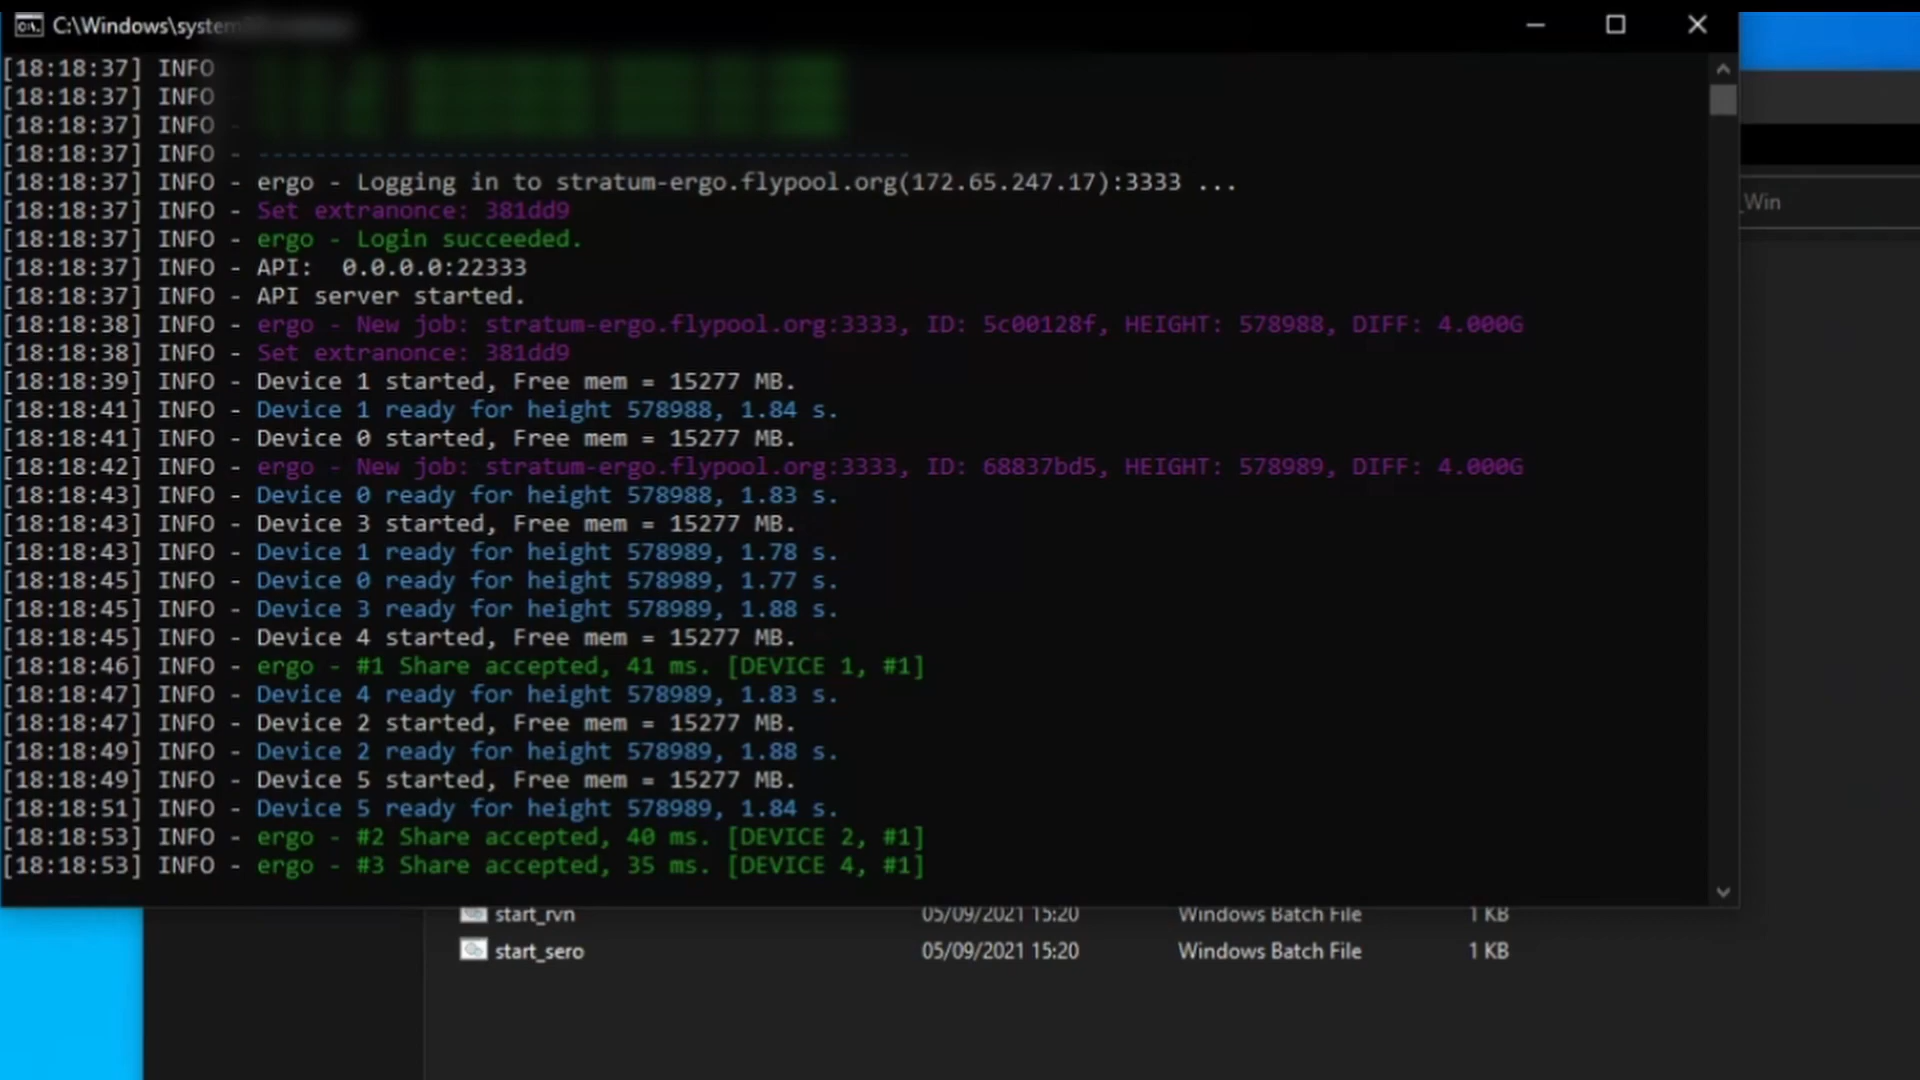 C:\Windows\system
[18:18:37] INFO
[18:18:37] INFO
[18:18:37] INFO -
[18:18:37] INFO - ----------------------------------------------
[18:18:37] INFO - ergo - Logging in to stratum-ergo.flypool.org(172.65.247.17):3333 ...
[18:18:37] INFO - Set extranonce: 381dd9
[18:18:37] INFO - ergo - Login succeeded.
[18:18:37] INFO - API:  0.0.0.0:22333
[18:18:37] INFO - API server started.
[18:18:38] INFO - ergo - New job: stratum-ergo.flypool.org:3333, ID: 5c00128f, HEIGHT: 578988, DIFF: 4.000G
[18:18:38] INFO - Set extranonce: 381dd9
[18:18:39] INFO - Device 1 started, Free mem = 15277 MB.
[18:18:41] INFO - Device 1 ready for height 578988, 1.84 s.
[18:18:41] INFO - Device 0 started, Free mem = 15277 MB.
[18:18:42] INFO - ergo - New job: stratum-ergo.flypool.org:3333, ID: 68837bd5, HEIGHT: 578989, DIFF: 4.000G
[18:18:43] INFO - Device 0 ready for height 578988, 1.83 s.
[18:18:43] INFO - Device 3 started, Free mem = 15277 MB.
[18:18:43] INFO - Device 1 ready for height 578989, 1.78 s.
[18:18:45] INFO - Device 0 ready for height 578989, 1.77 s.
[18:18:45] INFO - Device 3 ready for height 578989, 1.88 s.
[18:18:45] INFO - Device 4 started, Free mem = 15277 MB.
[18:18:46] INFO - ergo - #1 Share accepted, 41 ms. [DEVICE 1, #1]
[18:18:47] INFO - Device 4 ready for height 578989, 1.83 s.
[18:18:47] INFO - Device 2 started, Free mem = 15277 MB.
[18:18:49] INFO - Device 2 ready for height 578989, 1.88 s.
[18:18:49] INFO - Device 5 started, Free mem = 15277 MB.
[18:18:51] INFO - Device 5 ready for height 578989, 1.84 s.
[18:18:53] INFO - ergo - #2 Share accepted, 40 ms. [DEVICE 2, #1]
[18:18:53] INFO - ergo - #3 Share accepted, 35 ms. [DEVICE 4, #1]
_Win
start_rvn 05/09/2021 15:20 Windows Batch File 1 KB
start_sero 05/09/2021 15:20 Windows Batch File 1 KB